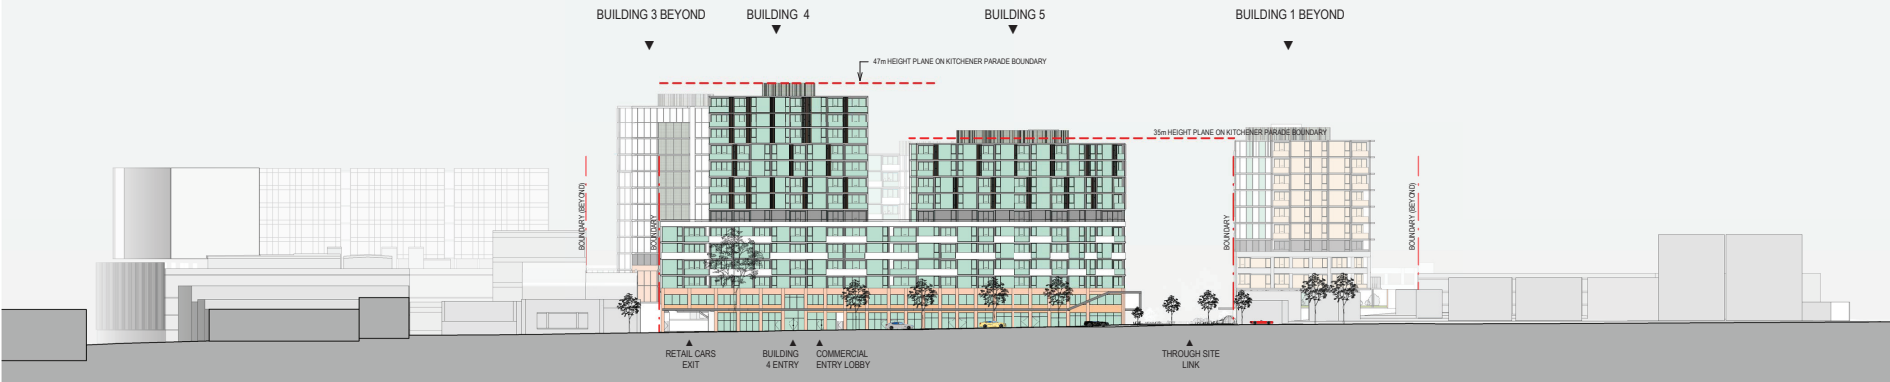 BUILDING 3 BEYOND
BUILDING 4
BUILDING 5
BUILDING 1 BEYOND
47m HEIGHT PLANE ON KITCHENER PARADE BOUNDARY
35m HEIGHT PLANE ON KITCHENER PARADE BOUNDARY
BOUNDARY (BEYOND)
BOUNDARY
BOUNDARY
BOUNDARY (BEYOND)
RETAIL CARS
EXIT
BUILDING
4 ENTRY
COMMERCIAL
ENTRY LOBBY
THROUGH SITE
LINK